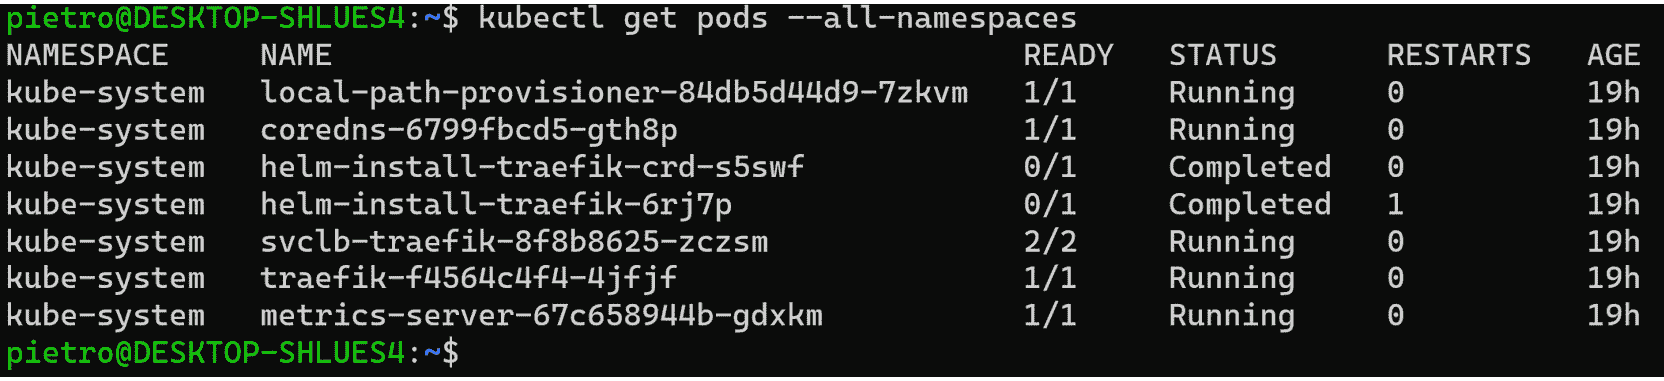 pietro@DESKTOP-SHLUES4:~$ kubectl get pods --all-namespaces
NAMESPACE     NAME                                      READY   STATUS      RESTARTS   AGE
kube-system   local-path-provisioner-84db5d44d9-7zkvm   1/1     Running     0          19h
kube-system   coredns-6799fbcd5-gth8p                   1/1     Running     0          19h
kube-system   helm-install-traefik-crd-s5swf            0/1     Completed   0          19h
kube-system   helm-install-traefik-6rj7p                0/1     Completed   1          19h
kube-system   svclb-traefik-8f8b8625-zczsm              2/2     Running     0          19h
kube-system   traefik-f4564c4f4-4jfjf                   1/1     Running     0          19h
kube-system   metrics-server-67c658944b-gdxkm           1/1     Running     0          19h
pietro@DESKTOP-SHLUES4:~$